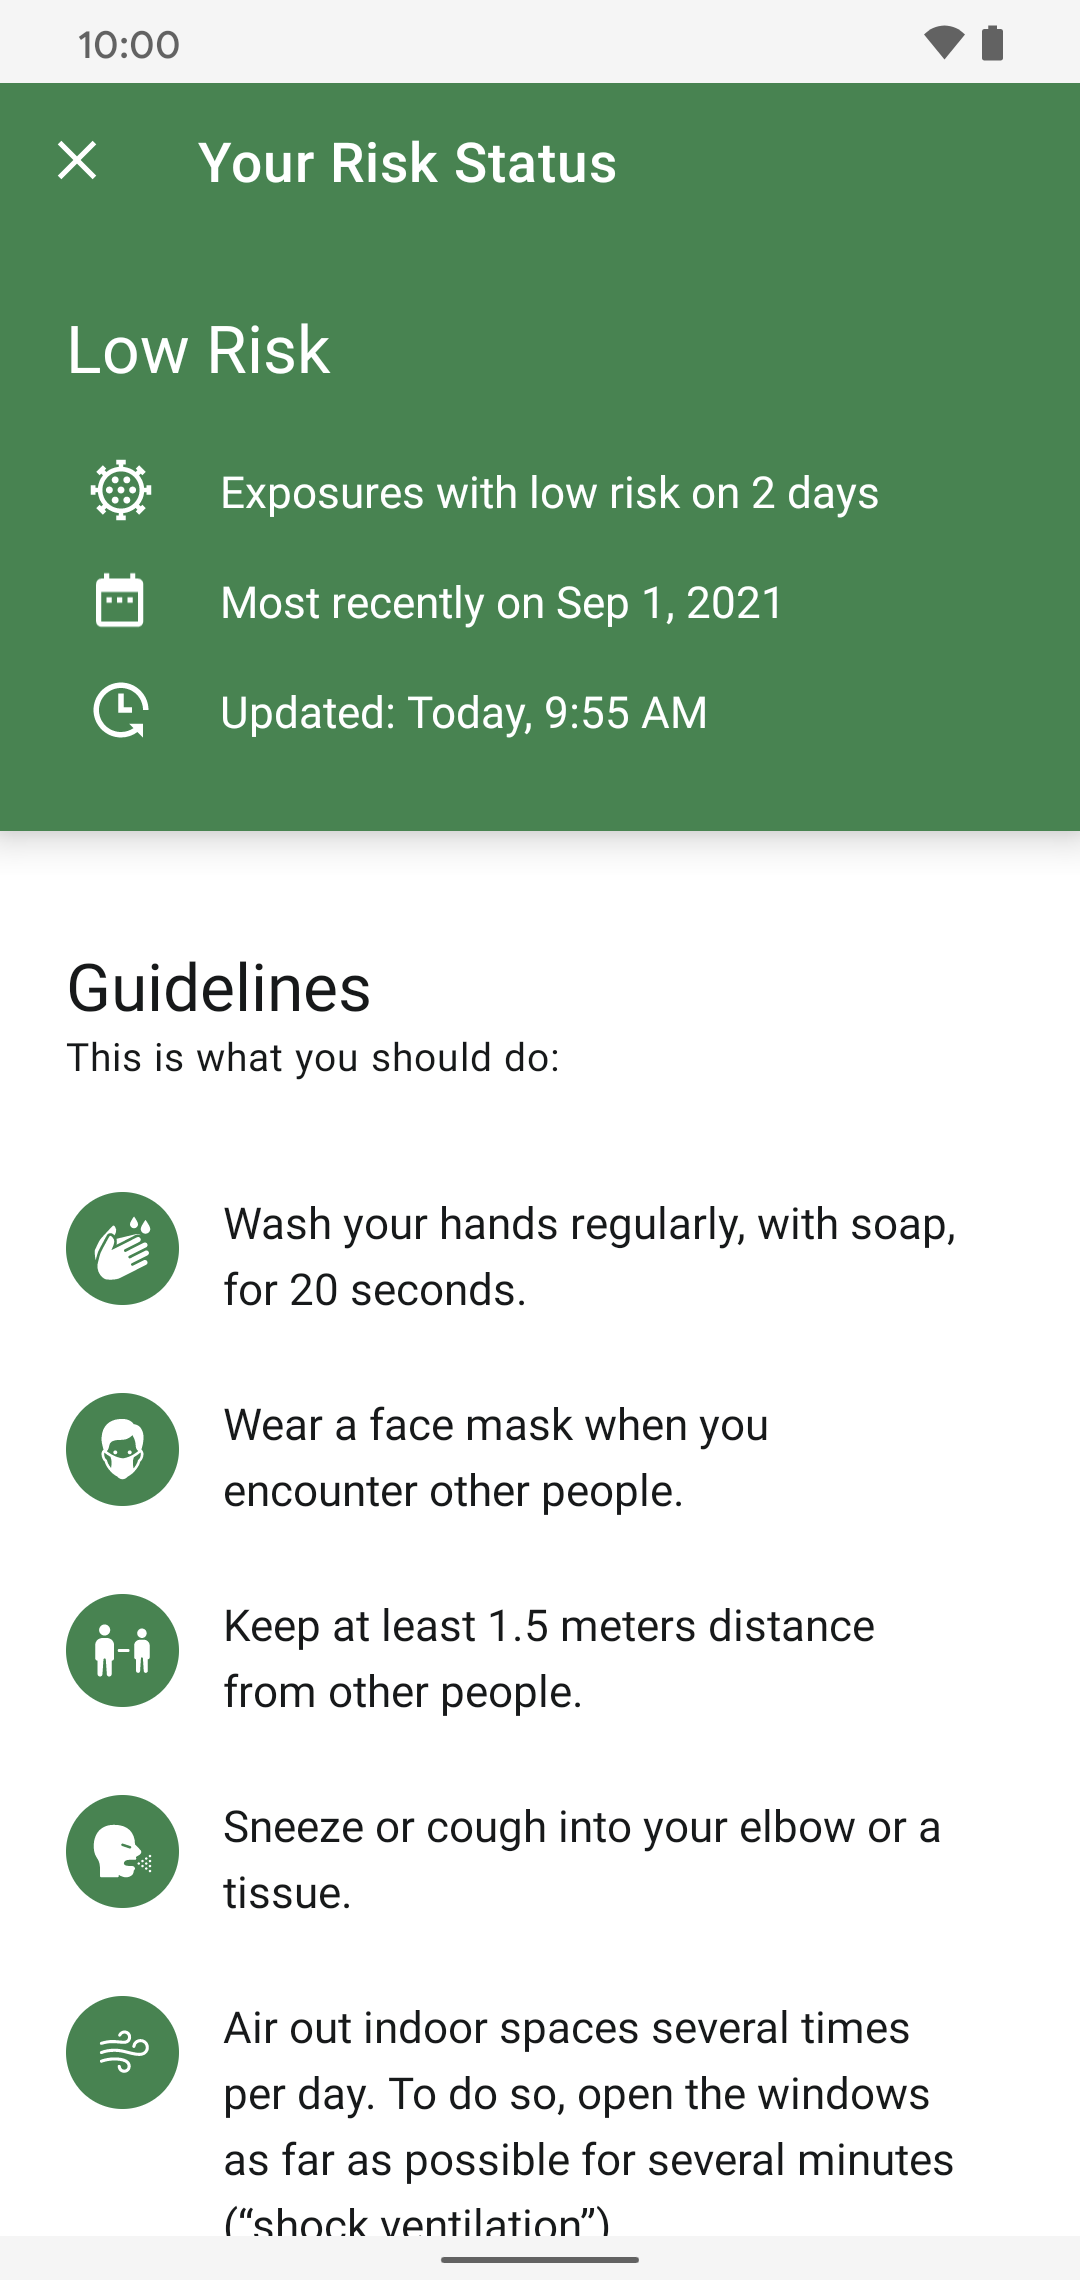 10:00
Your Risk Status
Low Risk
Exposures with low risk on 2 days
Most recently on Sep 1, 2021
Updated: Today, 9:55 AM
Guidelines
This is what you should do:
Wash your hands regularly, with soap,
for 20 seconds.
Wear a face mask when you
encounter other people.
Keep at least 1.5 meters distance
from other people.
Sneeze or cough into your elbow or a
tissue.
Air out indoor spaces several times
per day. To do so, open the windows
as far as possible for several minutes
(“shock ventilation”)